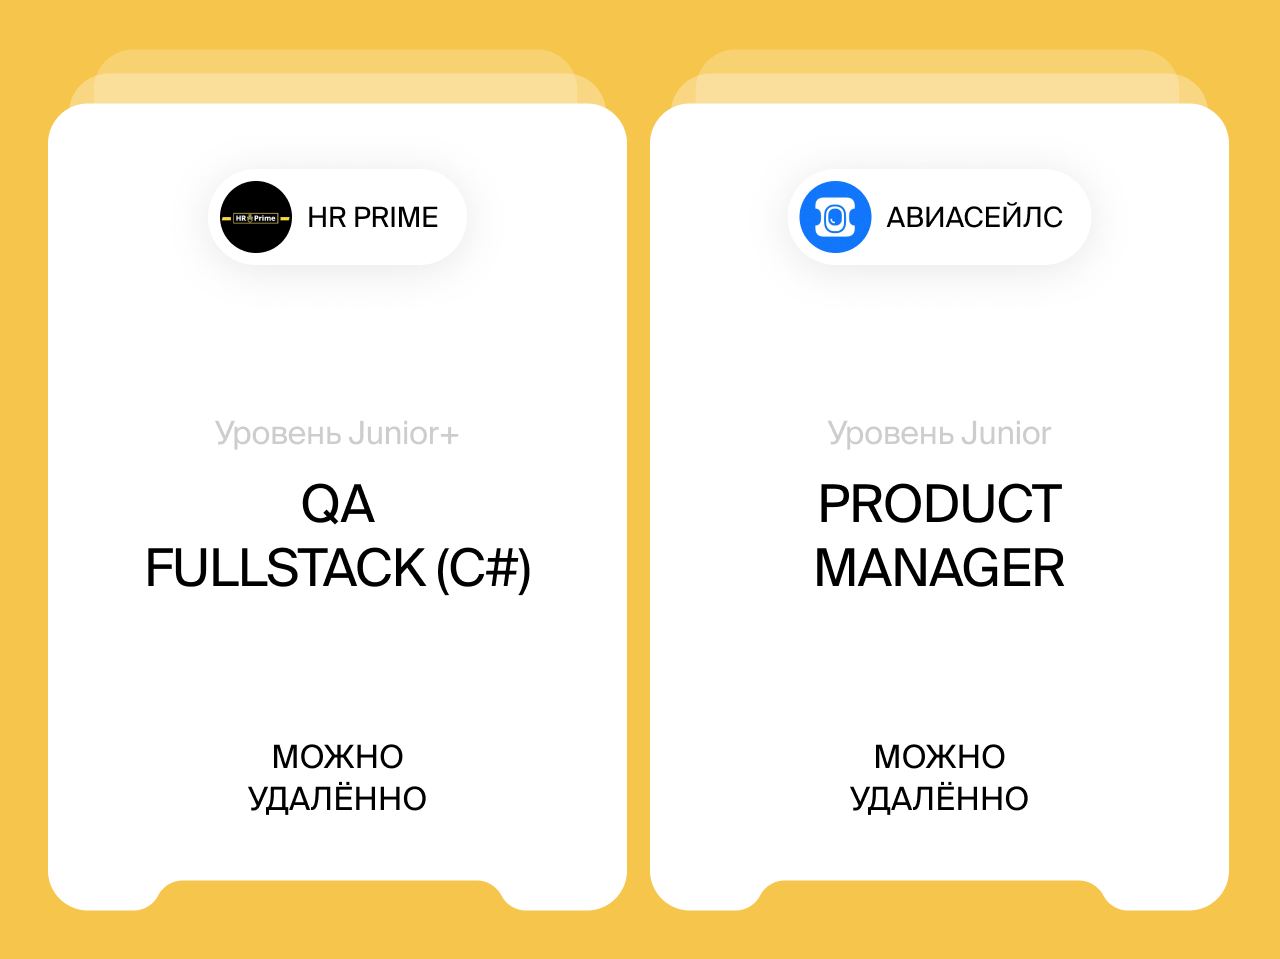 HR Prime
HR PRIME
Уровень Junior+
QA
FULLSTACK (C#)
МОЖНО
УДАЛЁННО
АВИАСЕЙЛС
Уровень Junior
PRODUCT
MANAGER
МОЖНО
УДАЛЁННО